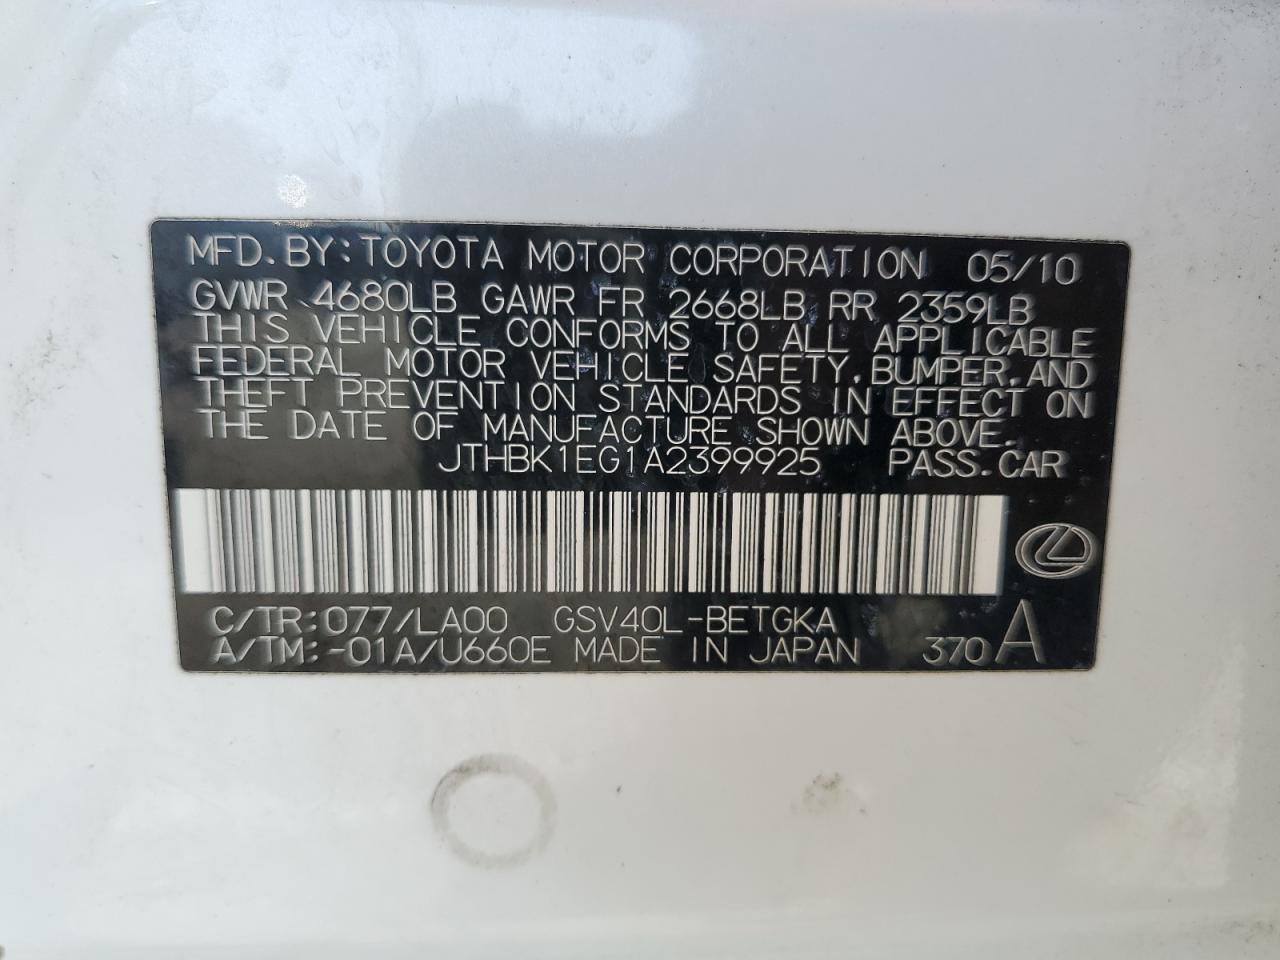 MFD. BY: TOYOTA MOTOR CORPORATION 05/10
GVWR 4680LB GAWR FR 2668LB RR 2359LB
THIS VEHICLE CONFORMS TO ALL APPLICABLE
FEDERAL MOTOR VEHICLE SAFETY, BUMPER, AND
THEFT PREVENTION STANDARDS IN EFFECT ON
THE DATE OF MANUFACTURE SHOWN ABOVE.
JTHBK1EG1A2399925 PASS. CAR
C/TR: 077/LA00 GSV40L-BETGKA
A/TM: -01A/U660E MADE IN JAPAN 370 A